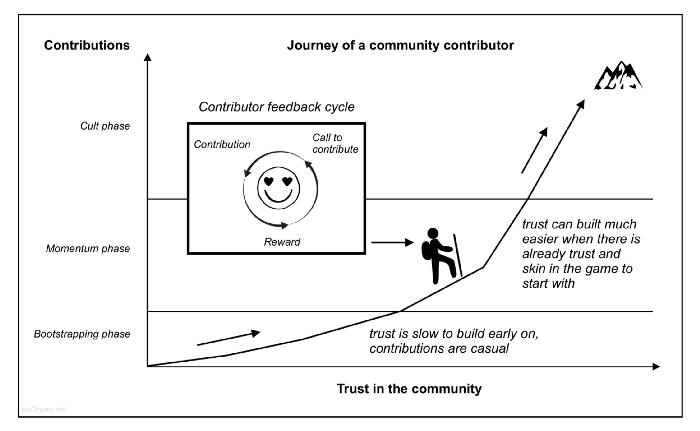 Contributions
Journey of a community contributor
Contributor feedback cycle
Cult phase
Contribution
Call to
contribute
Reward
Momentum phase
trust can built much
easier when there is
already trust and
skin in the game to
start with
Bootstrapping phase
trust is slow to build early on,
contributions are casual
Trust in the community